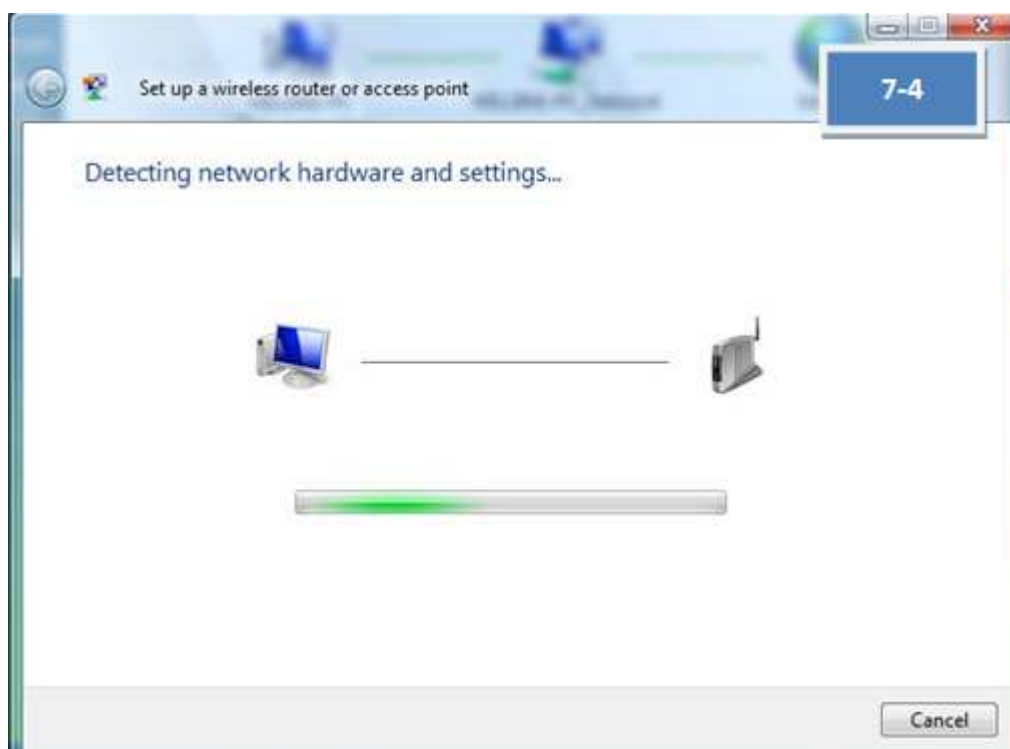 Set up a wireless router or access point
7-4
Detecting network hardware and settings...
Cancel